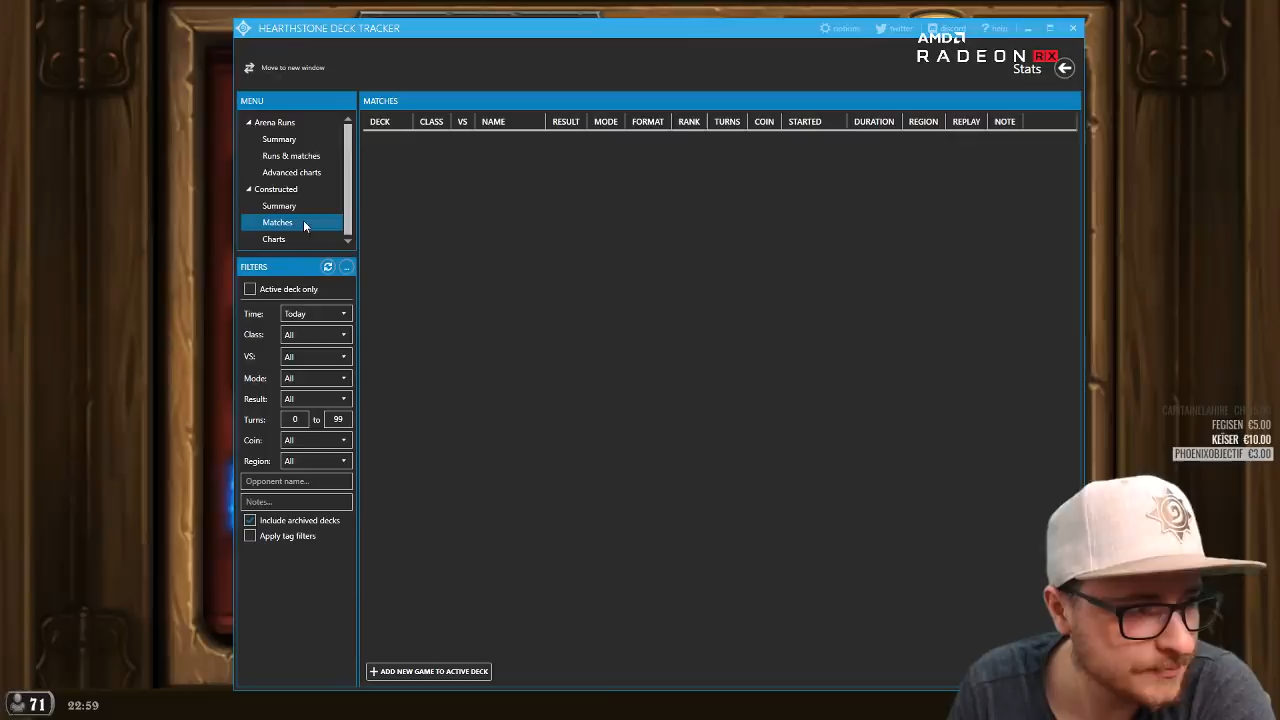 HEARTHSTONE DECK TRACKER
options
twitter
discord
help
AMD
RADEON RX
Move to new window
Stats
MENU
Arena Runs
Summary
Runs & matches
Advanced charts
Constructed
Summary
Matches
Charts
MATCHES
DECK CLASS VS NAME RESULT MODE FORMAT RANK TURNS COIN STARTED DURATION REGION REPLAY NOTE
FILTERS
...
Active deck only
Time: Today
Class: All
VS: All
Mode: All
Result: All
Turns: 0 to 99
Coin: All
Region: All
Opponent name...
Notes...
Include archived decks
Apply tag filters
+ ADD NEW GAME TO ACTIVE DECK
FEGISEN €5.00
KEÏSER €10.00
PHOENIXOBJECTIF €3.00
71
22:59